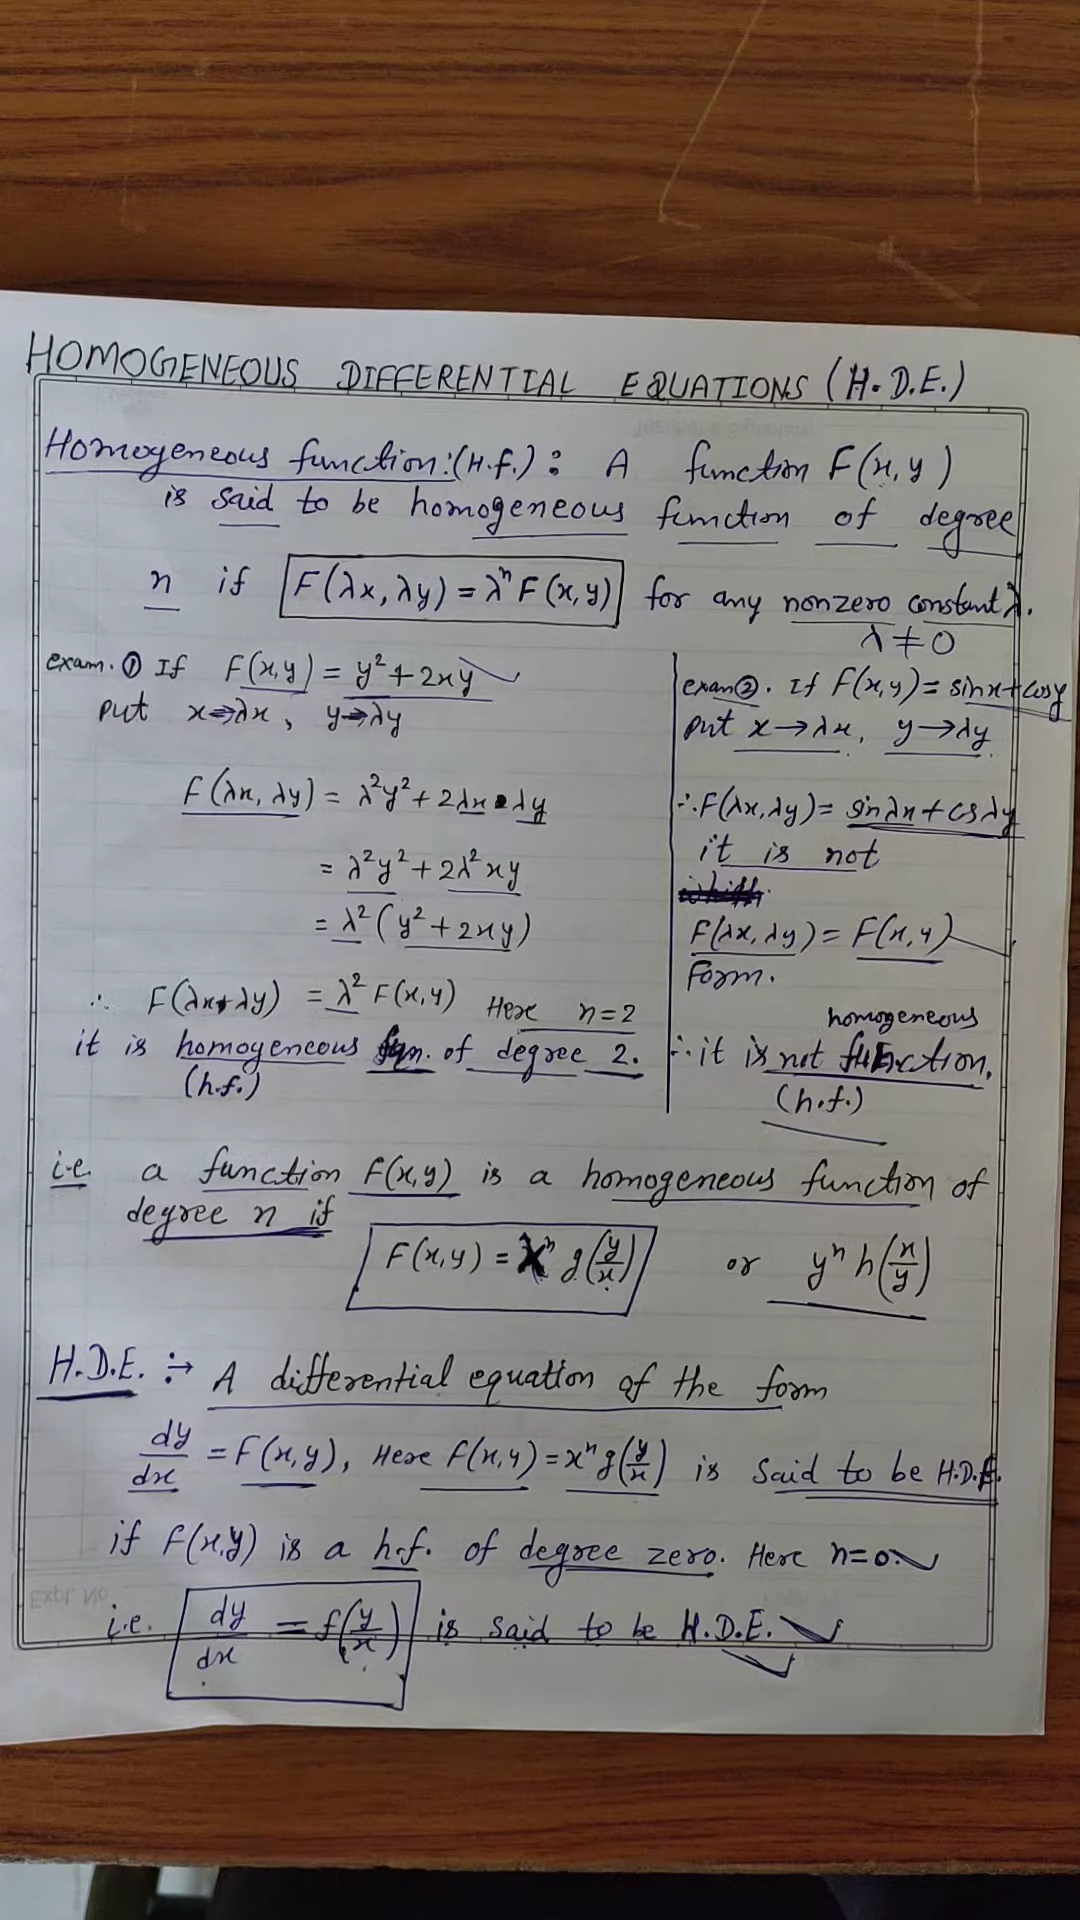 HOMOGENEOUS DIFFERENTIAL EQUATIONS (H.D.E.)
Homogeneous function:(H.f.): A function F(x,y)
is said to be homogeneous function of degree
n if F(λx, λy) = λⁿ F(x,y) for any nonzero constant λ.
λ ≠ 0
exam. ① If F(x,y) = y² + 2xy
put x→λx, y→λy
F(λx, λy) = λ²y² + 2λx • λy
= λ²y² + 2λ²xy
= λ²(y² + 2xy)
∴ F(λx, λy) = λ² F(x,y) Here n=2
it is homogeneous fun. of degree 2.
(h.f.)
exam②. If F(x,y) = sinx + cosy
put x→λx, y→λy
∴F(λx, λy) = sinλx + cosλy
it is not
F(λx, λy) = F(x,y)
Form.
homogeneous
∴ it is not function.
(h.f.)
i.e. a function F(x,y) is a homogeneous function of
degree n if
F(x,y) = xⁿ g(y/x) or yⁿ h(x/y)
H.D.E. :→ A differential equation of the form
dy/dx = F(x,y), Here F(x,y) = xⁿ g(y/x) is said to be H.D.E.
if F(x,y) is a h.f. of degree zero. Here n=0.
i.e. dy/dx = f(y/x) is said to be H.D.E.
Expt. No.